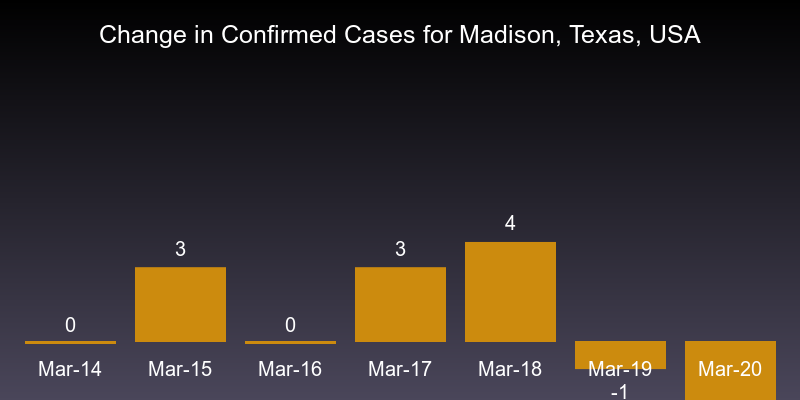 Change in Confirmed Cases for Madison, Texas, USA
0
3
0
3
4
Mar-14
Mar-15
Mar-16
Mar-17
Mar-18
Mar-19
Mar-20
-1